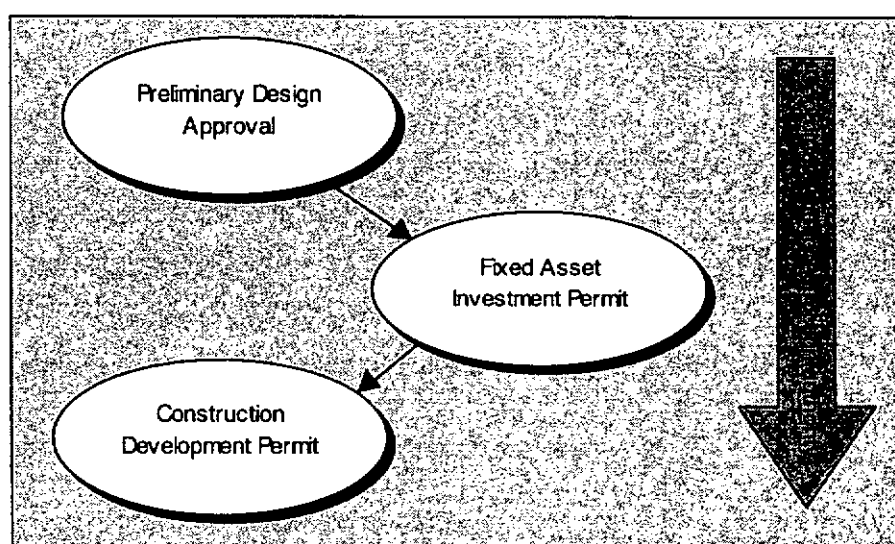 Preliminary Design
Approval
Fixed Asset
Investment Permit
Construction
Development Permit